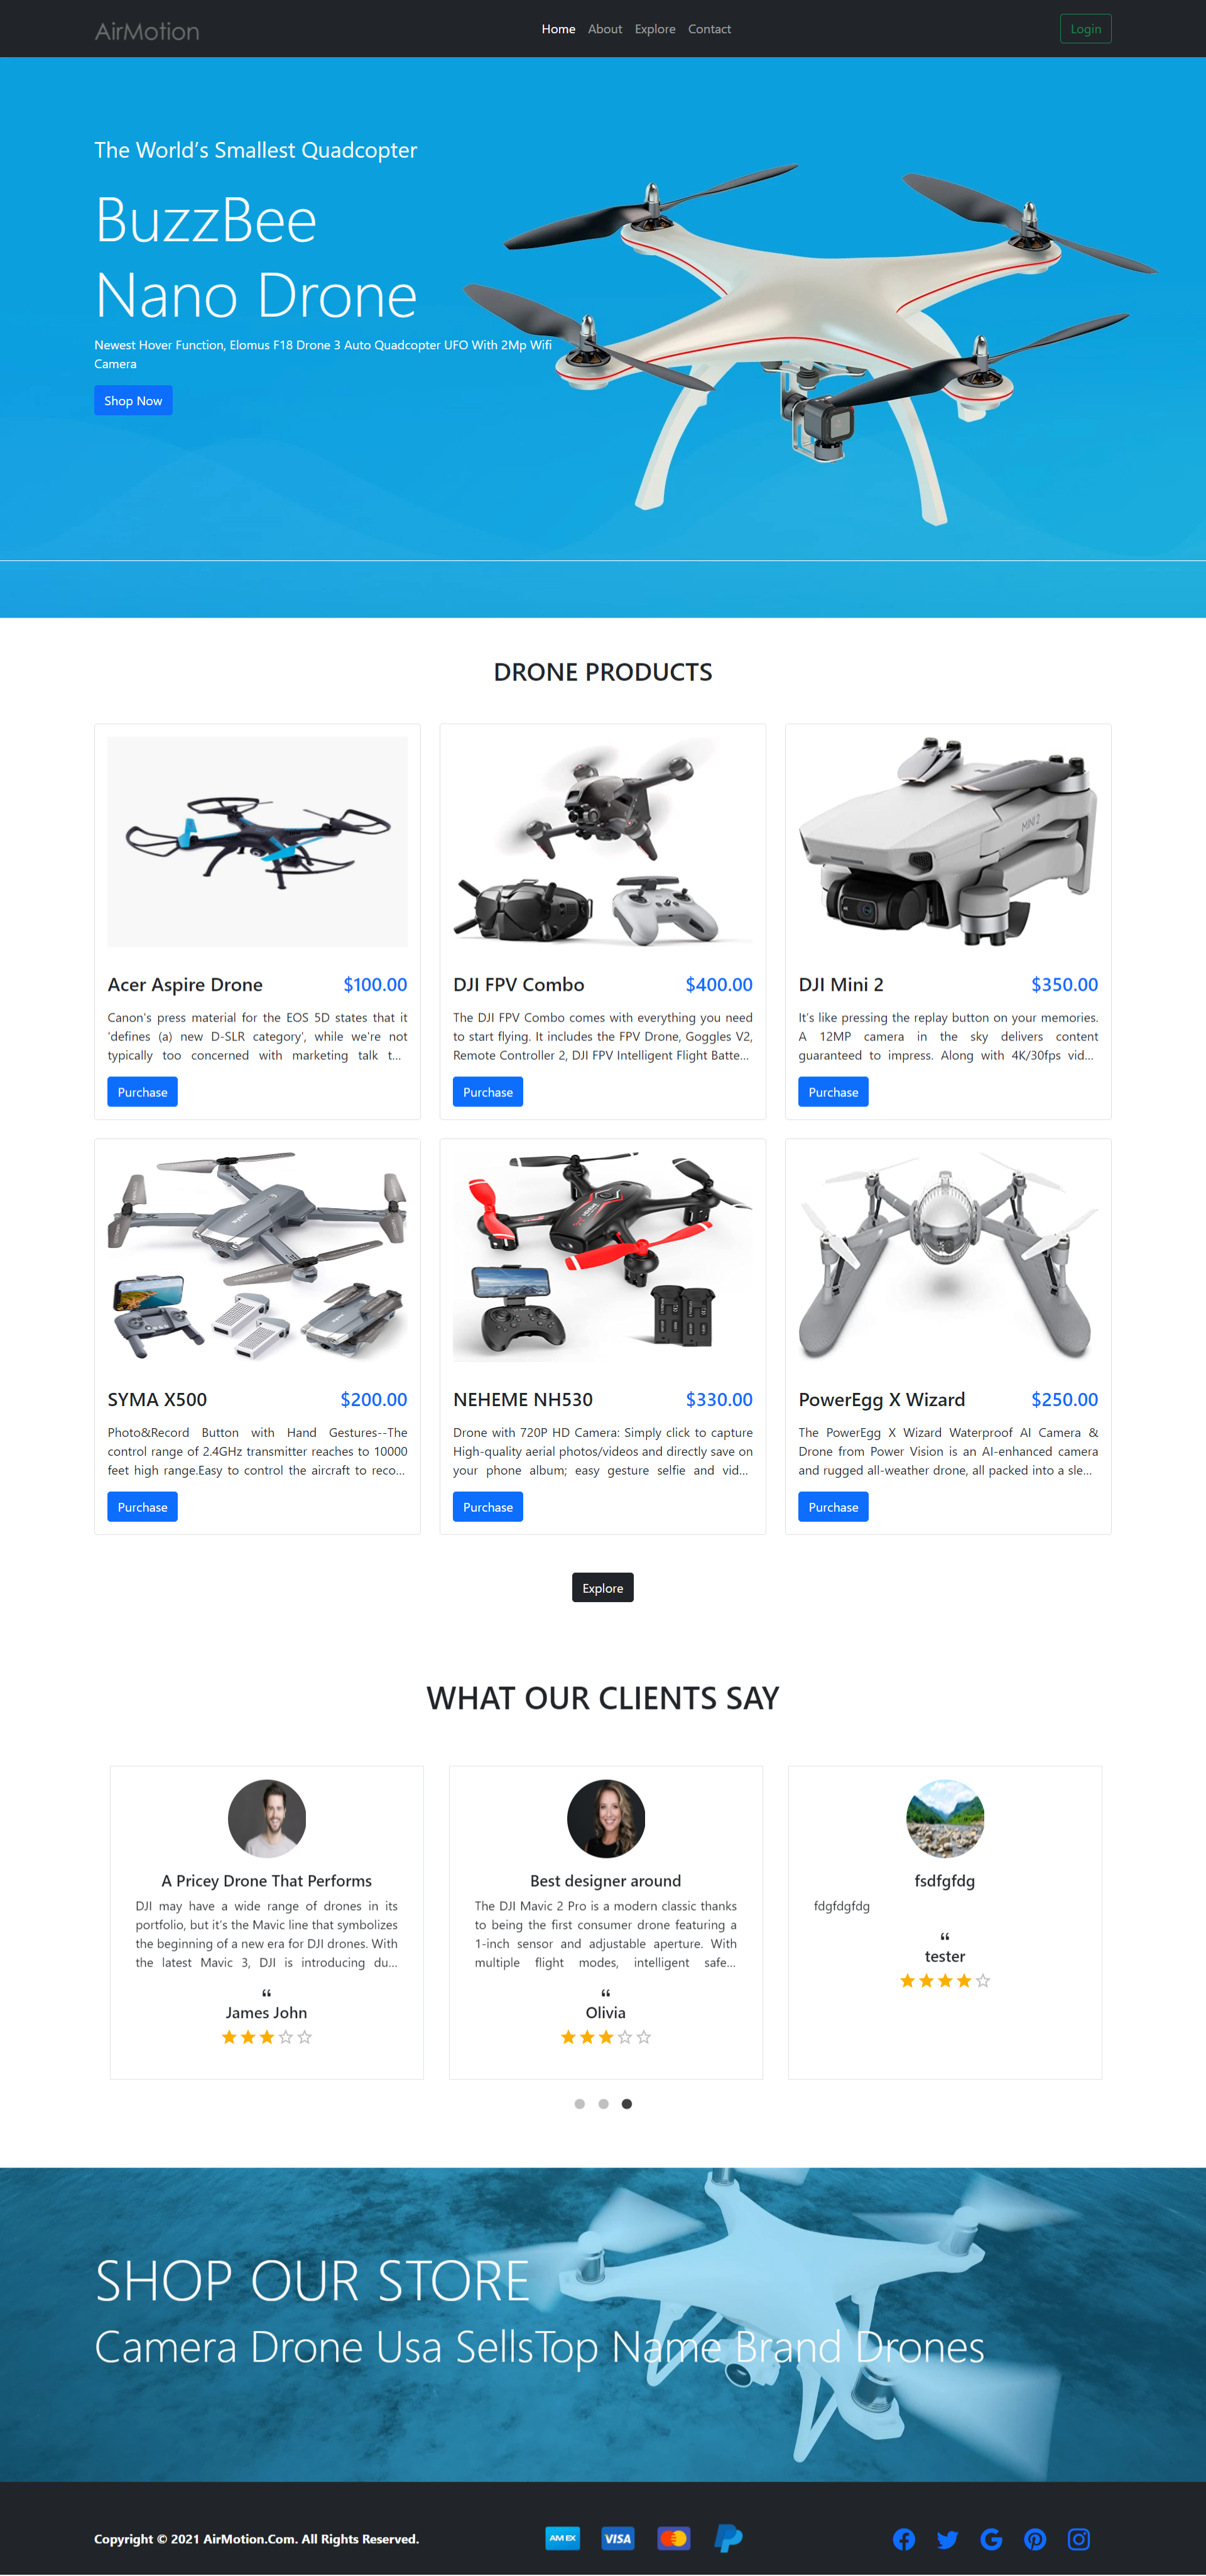 AirMotion
Home About Explore Contact
Login
The World's Smallest Quadcopter
BuzzBee
Nano Drone
Newest Hover Function, Elomus F18 Drone 3 Auto Quadcopter UFO With 2Mp Wifi
Camera
Shop Now
DRONE PRODUCTS
MINI 2
Acer Aspire Drone $100.00
Canon's press material for the EOS 5D states that it
'defines (a) new D-SLR category', while we're not
typically too concerned with marketing talk t...
Purchase
DJI FPV Combo $400.00
The DJI FPV Combo comes with everything you need
to start flying. It includes the FPV Drone, Goggles V2,
Remote Controller 2, DJI FPV Intelligent Flight Batte...
Purchase
DJI Mini 2 $350.00
It's like pressing the replay button on your memories.
A 12MP camera in the sky delivers content
guaranteed to impress. Along with 4K/30fps vid...
Purchase
SYMA X500 $200.00
Photo&Record Button with Hand Gestures--The
control range of 2.4GHz transmitter reaches to 10000
feet high range.Easy to control the aircraft to reco...
Purchase
NEHEME NH530 $330.00
Drone with 720P HD Camera: Simply click to capture
High-quality aerial photos/videos and directly save on
your phone album; easy gesture selfie and vid...
Purchase
PowerEgg X Wizard $250.00
The PowerEgg X Wizard Waterproof AI Camera &
Drone from Power Vision is an AI-enhanced camera
and rugged all-weather drone, all packed into a sle...
Purchase
Explore
WHAT OUR CLIENTS SAY
A Pricey Drone That Performs
DJI may have a wide range of drones in its
portfolio, but it's the Mavic line that symbolizes
the beginning of a new era for DJI drones. With
the latest Mavic 3, DJI is introducing du...
“
James John
Best designer around
The DJI Mavic 2 Pro is a modern classic thanks
to being the first consumer drone featuring a
1-inch sensor and adjustable aperture. With
multiple flight modes, intelligent safe...
“
Olivia
fsdfgfdg
fdgfdgfdg
“
tester
SHOP OUR STORE
Camera Drone Usa SellsTop Name Brand Drones
Copyright © 2021 AirMotion.Com. All Rights Reserved.
AM EX VISA